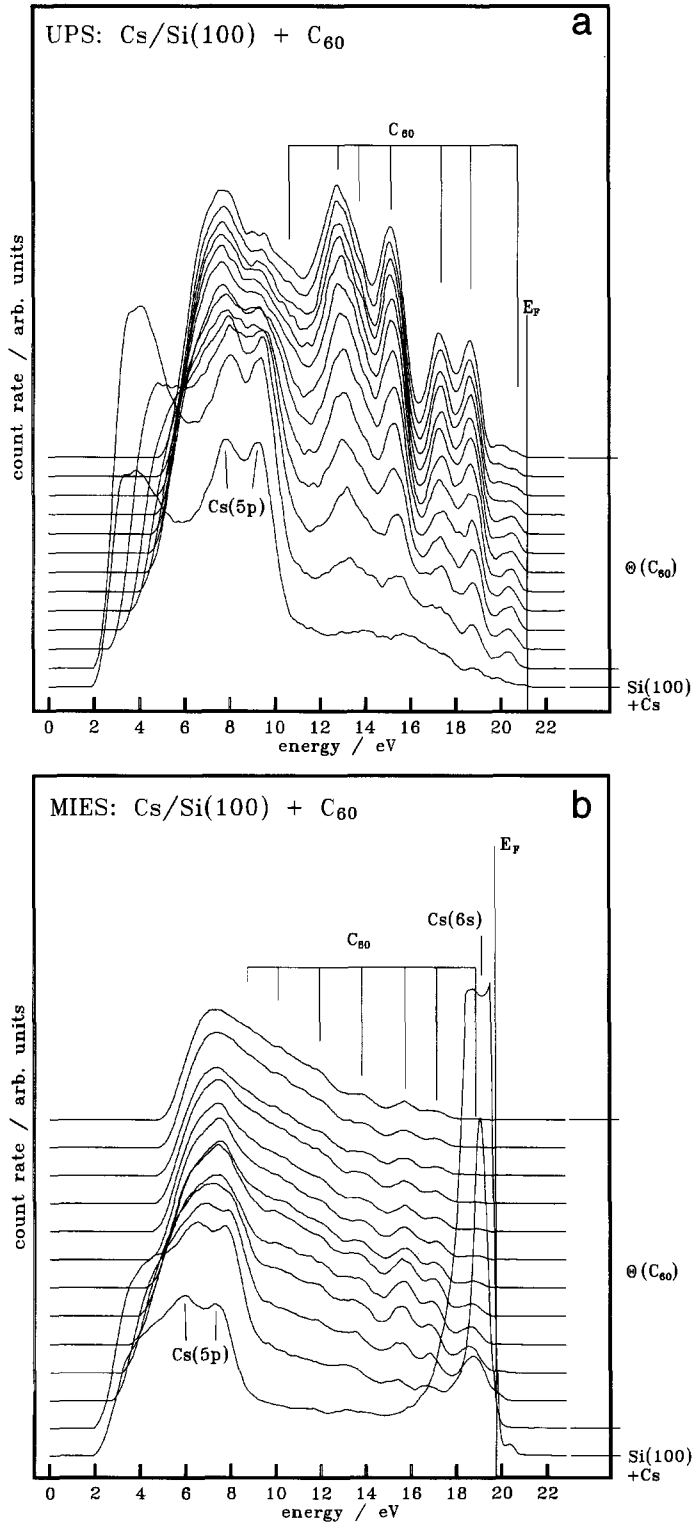 a
UPS: Cs/Si(100) + C₆₀
C₆₀
E_F
Cs(5p)
count rate / arb. units
Θ(C₆₀)
Si(100)
+Cs
0 2 4 6 8 10 12 14 16 18 20 22
energy / eV
b
MIES: Cs/Si(100) + C₆₀
E_F
Cs(6s)
C₆₀
Cs(5p)
count rate / arb. units
Θ(C₆₀)
Si(100)
+Cs
0 2 4 6 8 10 12 14 16 18 20 22
energy / eV